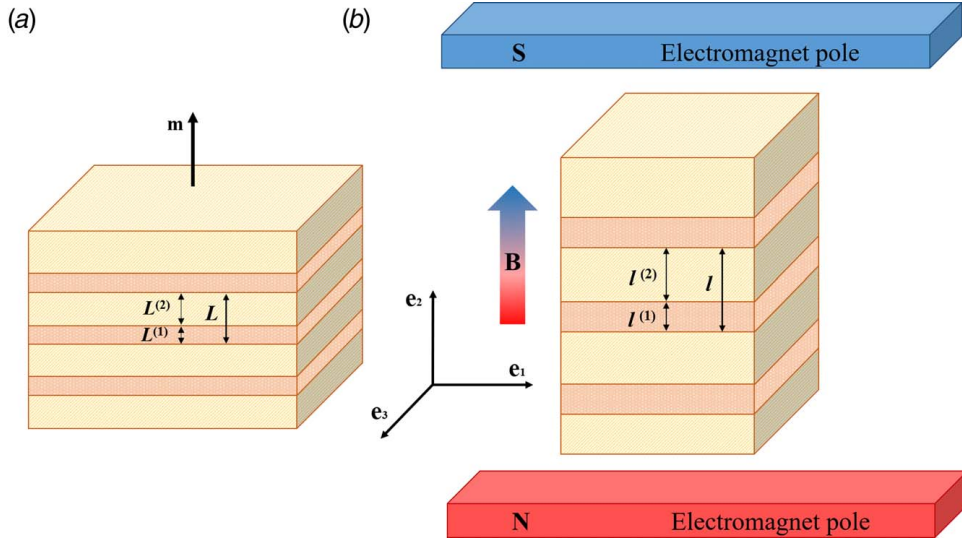 (a)
(b)
S Electromagnet pole
m
L(2)
L
L(1)
B
e2
e1
e3
l(2)
l
l(1)
N Electromagnet pole